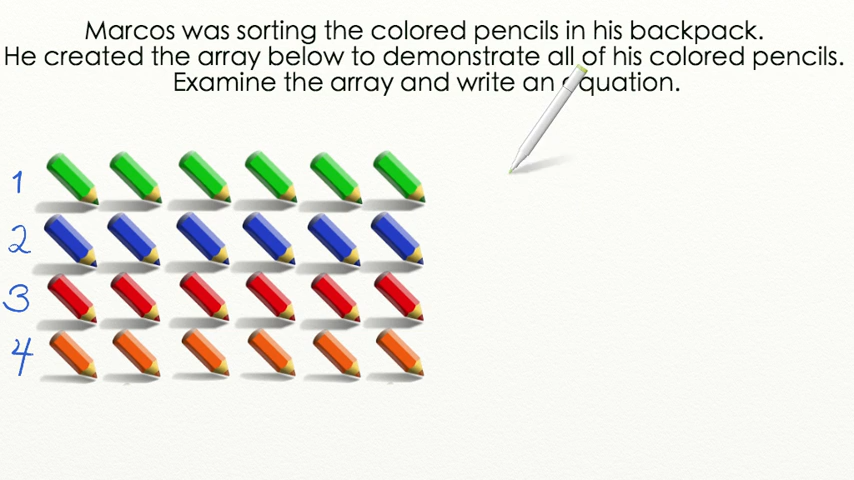 Marcos was sorting the colored pencils in his backpack.
He created the array below to demonstrate all of his colored pencils.
Examine the array and write an equation.
1
2
3
4